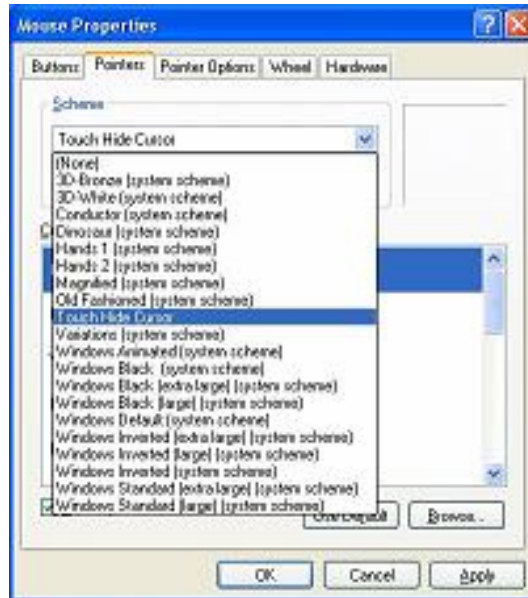 Mouse Properties
Buttons Pointers Pointer Options Wheel Hardware
Scheme
Touch Hide Cursor
(None)
3D-Bronze (system scheme)
3D-White (system scheme)
Conductor (system scheme)
Dinosaur (system scheme)
Hands 1 (system scheme)
Hands 2 (system scheme)
Magnified (system scheme)
Old Fashioned (system scheme)
Touch Hide Cursor
Variations (system scheme)
Windows Animated (system scheme)
Windows Black (system scheme)
Windows Black (extra large) (system scheme)
Windows Black (large) (system scheme)
Windows Default (system scheme)
Windows Inverted (extra large) (system scheme)
Windows Inverted (large) (system scheme)
Windows Inverted (system scheme)
Windows Standard (extra large) (system scheme)
Windows Standard (large) (system scheme)
Use Default Browse...
OK Cancel Apply